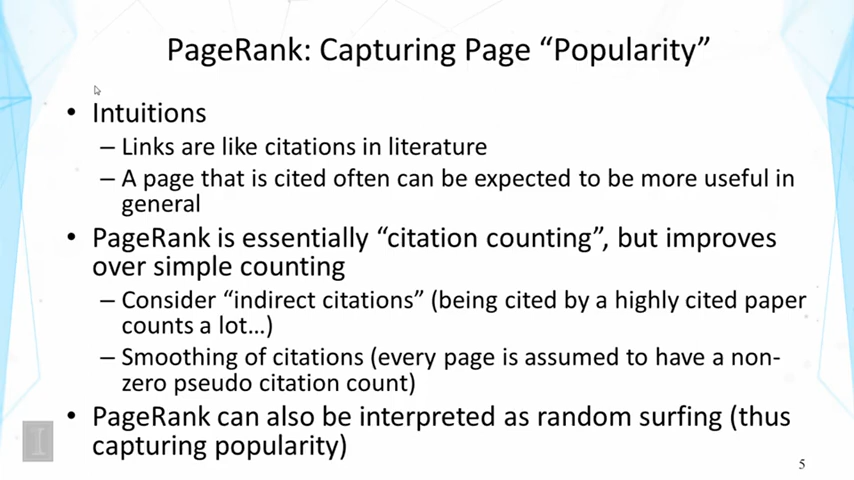 PageRank: Capturing Page “Popularity”
• Intuitions
– Links are like citations in literature
– A page that is cited often can be expected to be more useful in
general
• PageRank is essentially “citation counting”, but improves
over simple counting
– Consider “indirect citations” (being cited by a highly cited paper
counts a lot…)
– Smoothing of citations (every page is assumed to have a non-
zero pseudo citation count)
• PageRank can also be interpreted as random surfing (thus
capturing popularity)
I
5